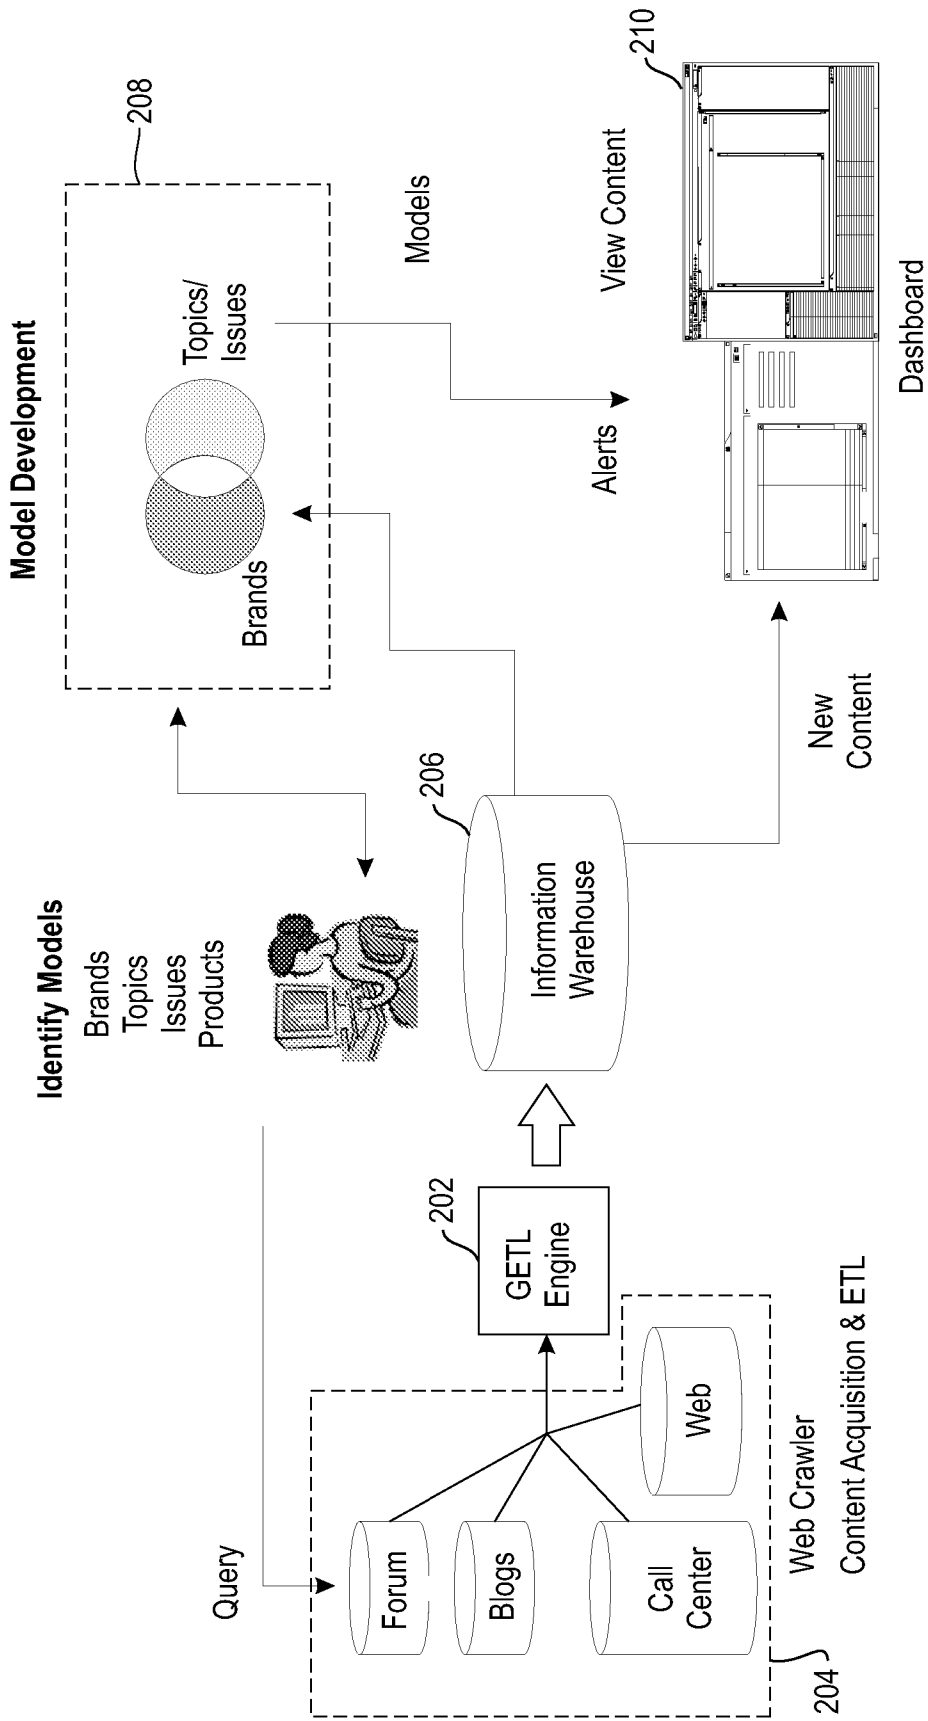 Identify Models
Brands
Topics
Issues
Products
Model Development
208
Brands
Topics/
Issues
Query
Forum
Blogs
Call
Center
Web
GETL
Engine
202
Information
Warehouse
206
Models
Alerts
View Content
210
New
Content
Dashboard
Web Crawler
Content Acquisition & ETL
204